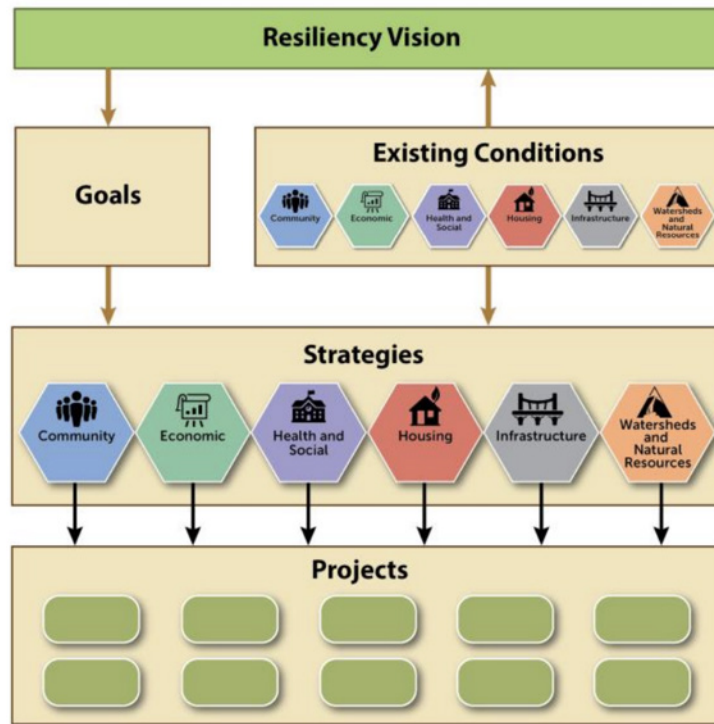 Resiliency Vision
Goals
Existing Conditions
Community
Economic
Health and
Social
Housing
Infrastructure
Watersheds
and
Natural
Resources
Strategies
Community
Economic
Health and
Social
Housing
Infrastructure
Watersheds
and
Natural
Resources
Projects